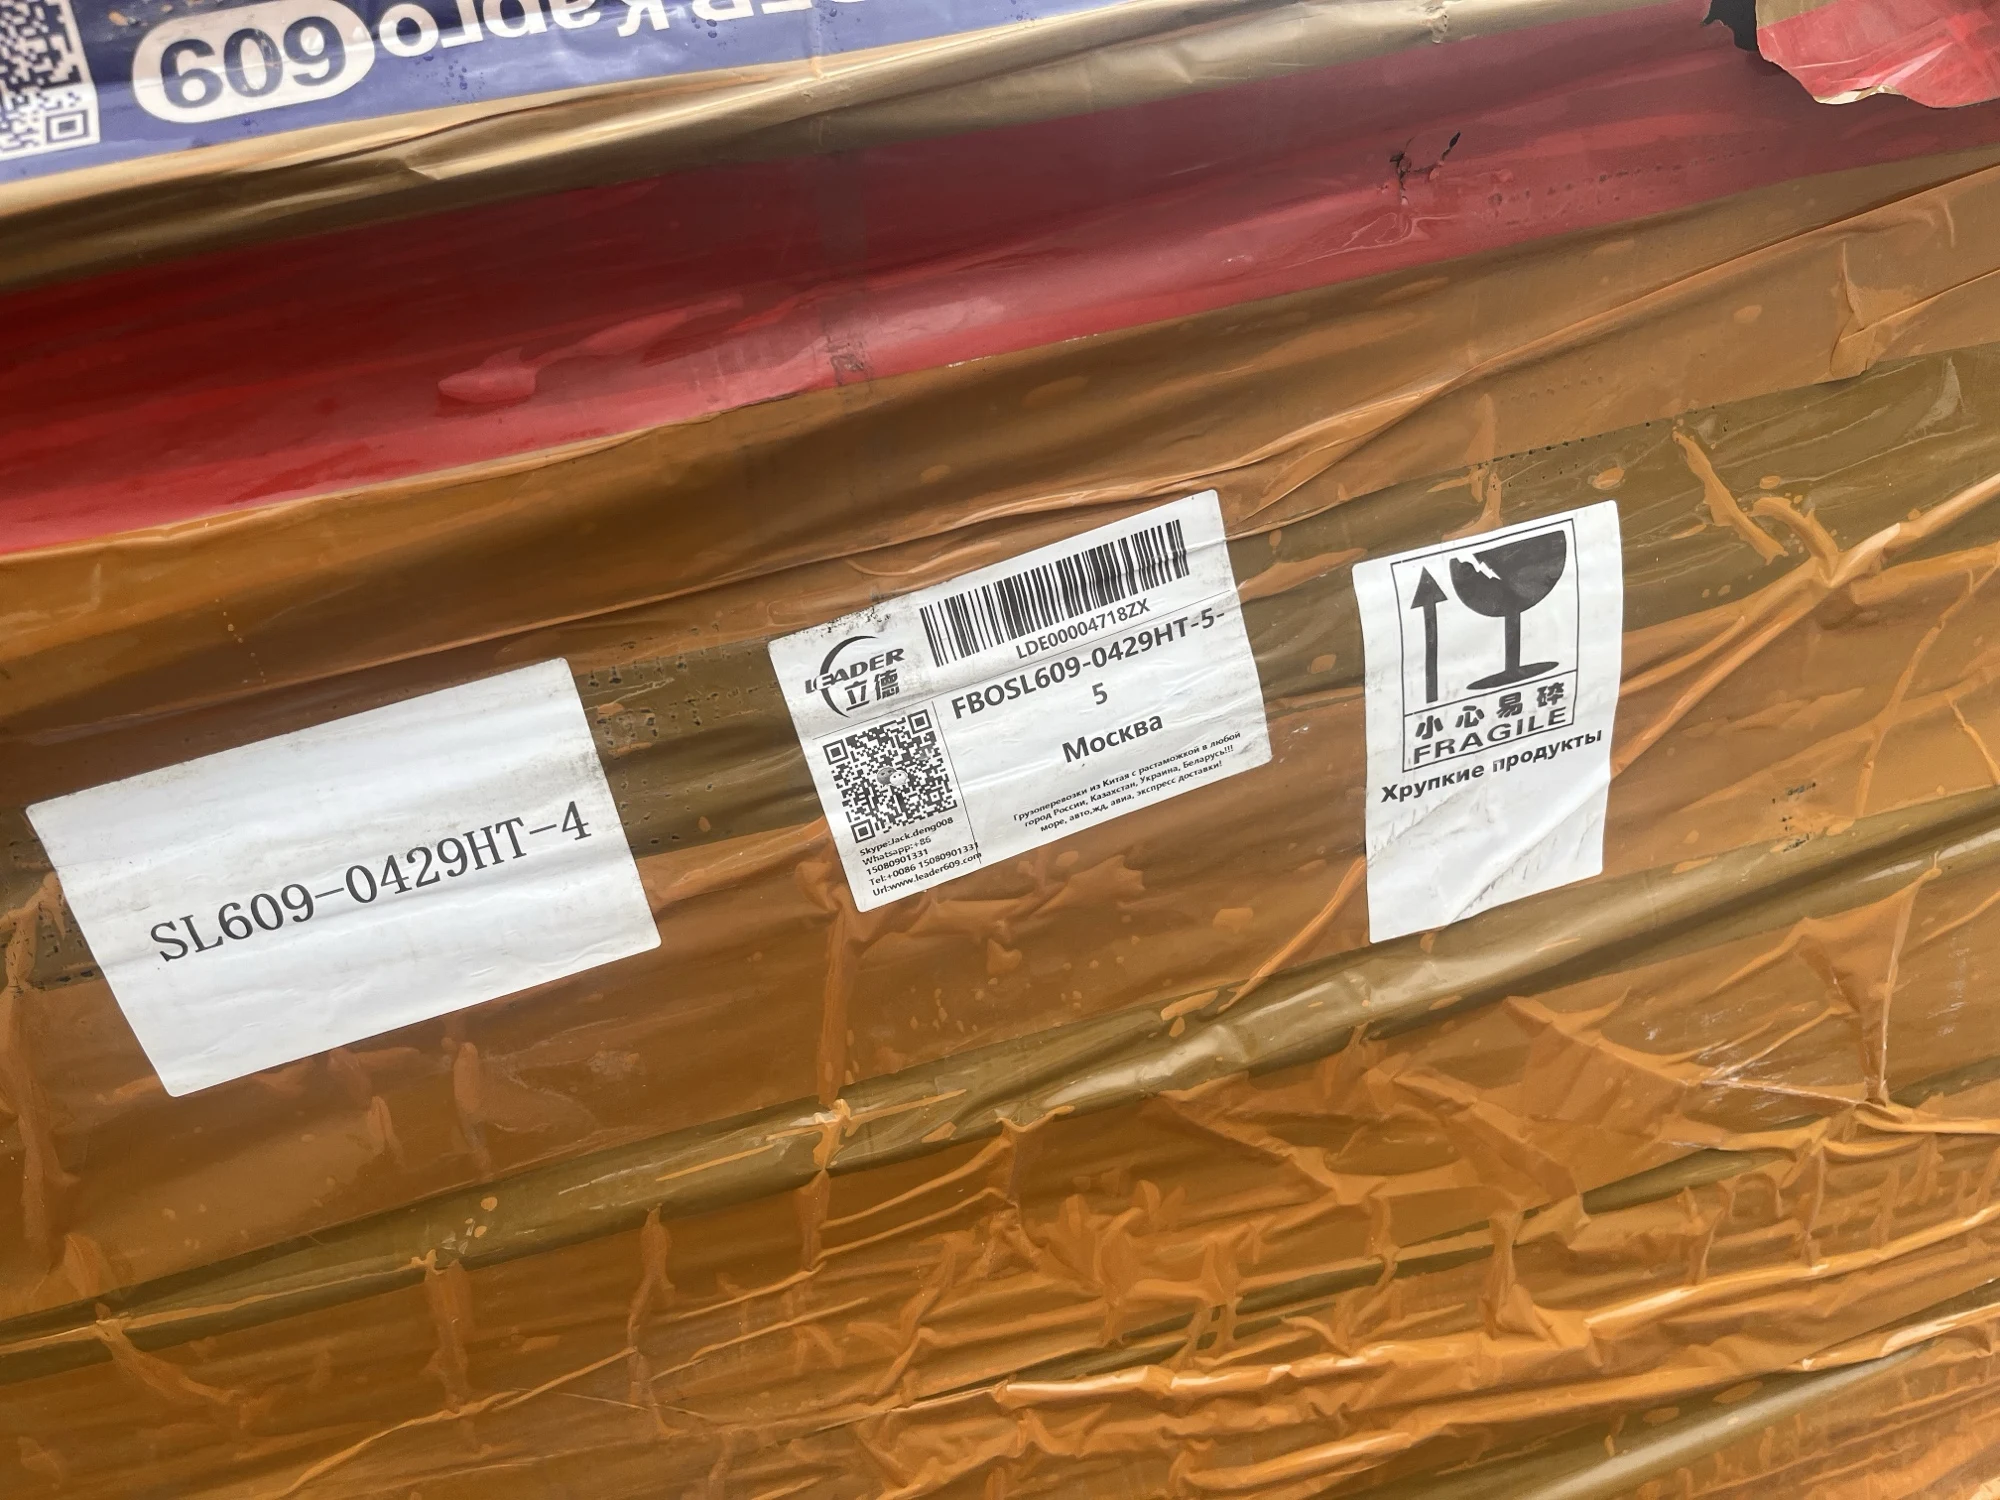 609
Карго
SL609-0429HT-4
LEADER
立德
LDE00004718ZX
FBOSL609-0429HT-5-
5
Москва
Грузоперевозки из Китая с растаможкой в любой
город России, Казахстан, Украина, Беларусь!!!
море, авто,жд, авиа, экспресс доставки!
Skype:Jack.deng008
Whatsapp:+86
15080901331
Tel:+0086 15080901331
Url:www.leader609.com
小心易碎
FRAGILE
Хрупкие продукты